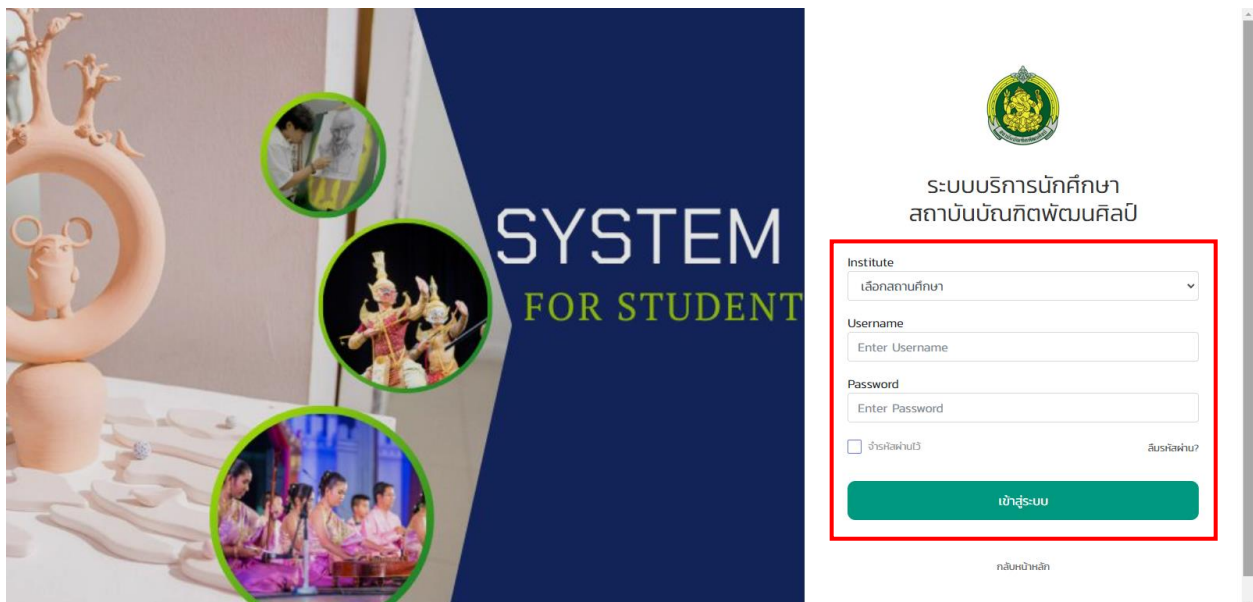 SYSTEM
FOR STUDENT
ระบบบริการนักศึกษา
สถาบันบัณฑิตพัฒนศิลป์
Institute
เลือกสถานศึกษา
Username
Enter Username
Password
Enter Password
จำรหัสผ่านไว้
ลืมรหัสผ่าน?
เข้าสู่ระบบ
กลับหน้าหลัก